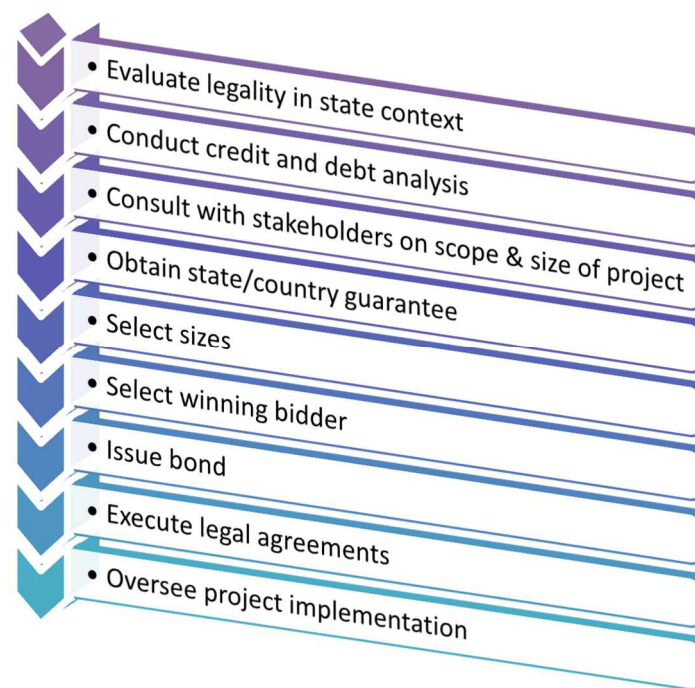 • Evaluate legality in state context
• Conduct credit and debt analysis
• Consult with stakeholders on scope & size of project
• Obtain state/country guarantee
• Select sizes
• Select winning bidder
• Issue bond
• Execute legal agreements
• Oversee project implementation